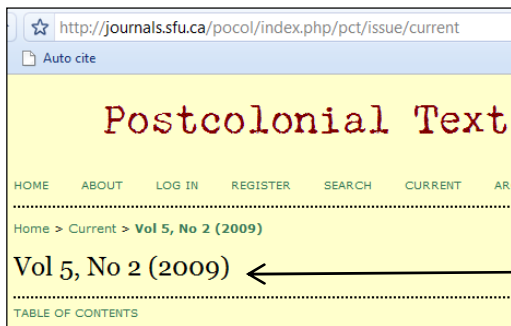 http://journals.sfu.ca/pocol/index.php/pct/issue/current
Auto cite
Postcolonial Text
HOME ABOUT LOG IN REGISTER SEARCH CURRENT AR
Home > Current > Vol 5, No 2 (2009)
Vol 5, No 2 (2009)
TABLE OF CONTENTS